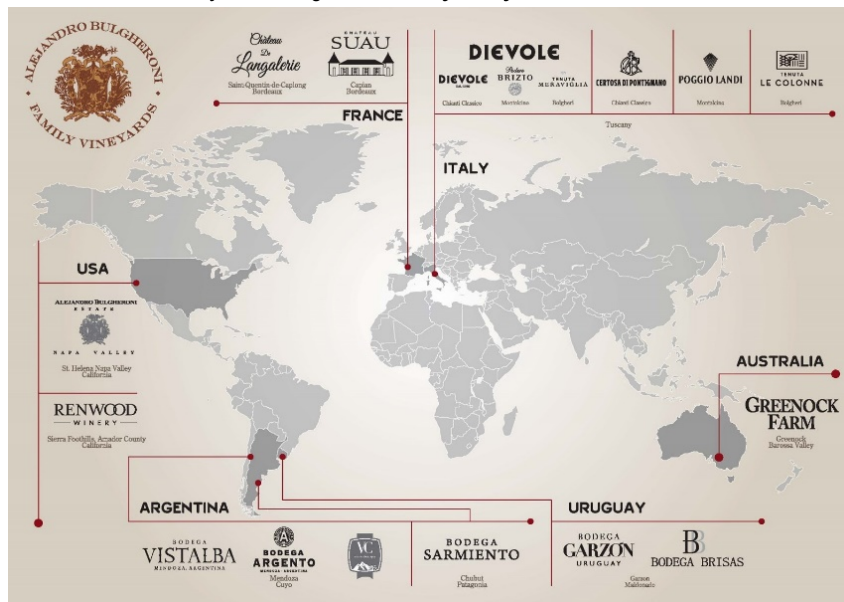 ALEJANDRO BULGHERONI
FAMILY VINEYARDS
Château
De
Langalerie
Saint-Quentin-de-Caplong
Bordeaux
CHATEAU
SUAU
Capian
Bordeaux
FRANCE
DIEVOLE
DIEVOLE
Chianti Classico
Podere
BRIZIO
Montalcino
TENUTA
MERAVIGLIA
Bolgheri
CERTOSA DI PONTIGNANO
Chianti Classico
POGGIO LANDI
Montalcino
TENUTA
LE COLONNE
Bolgheri
Tuscany
ITALY
USA
ALEJANDRO BULGHERONI
ESTATE
NAPA VALLEY
St. Helena Napa Valley
California
RENWOOD
WINERY
Sierra Foothills, Amador County
California
AUSTRALIA
GREENOCK
FARM
Greenock
Barossa Valley
ARGENTINA
BODEGA
VISTALBA
MENDOZA, ARGENTINA
BODEGA
ARGENTO
MENDOZA · ARGENTINA
Mendoza
Cuyo
VC
BODEGA
SARMIENTO
Chubut
Patagonia
URUGUAY
BODEGA
GARZÓN
URUGUAY
Garzon
Maldonado
B
BODEGA BRISAS